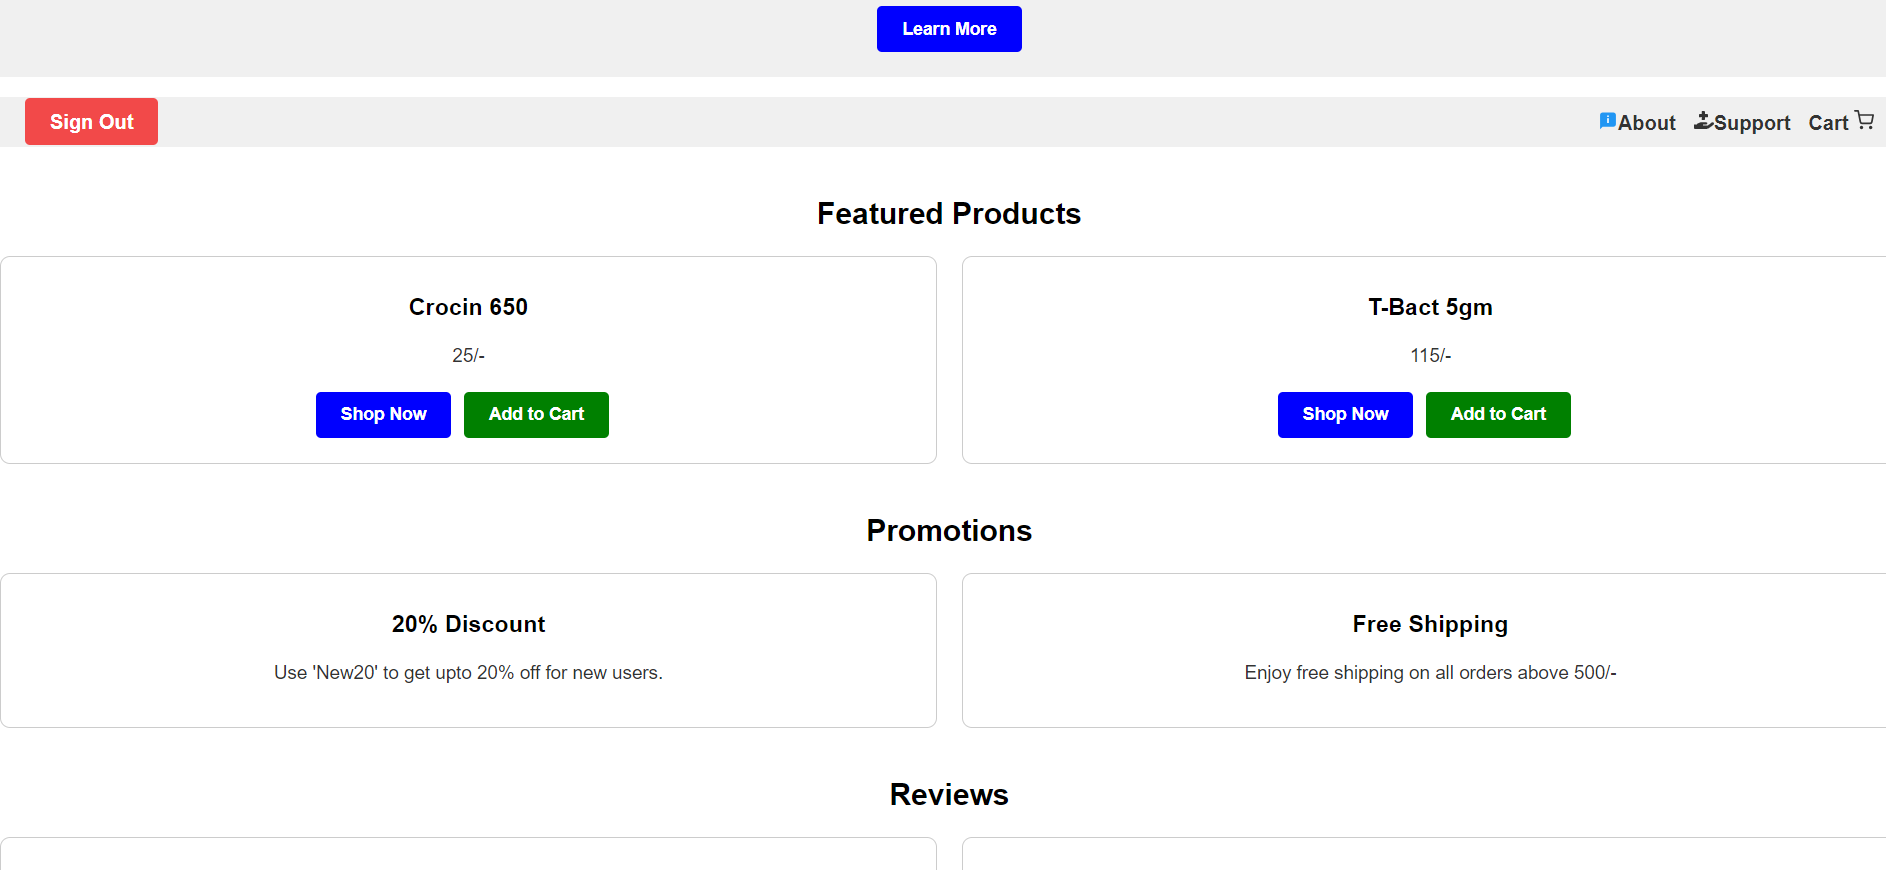 Learn More
Sign Out
About Support Cart
Featured Products
Crocin 650
25/-
Shop Now Add to Cart
T-Bact 5gm
115/-
Shop Now Add to Cart
Promotions
20% Discount
Use 'New20' to get upto 20% off for new users.
Free Shipping
Enjoy free shipping on all orders above 500/-
Reviews